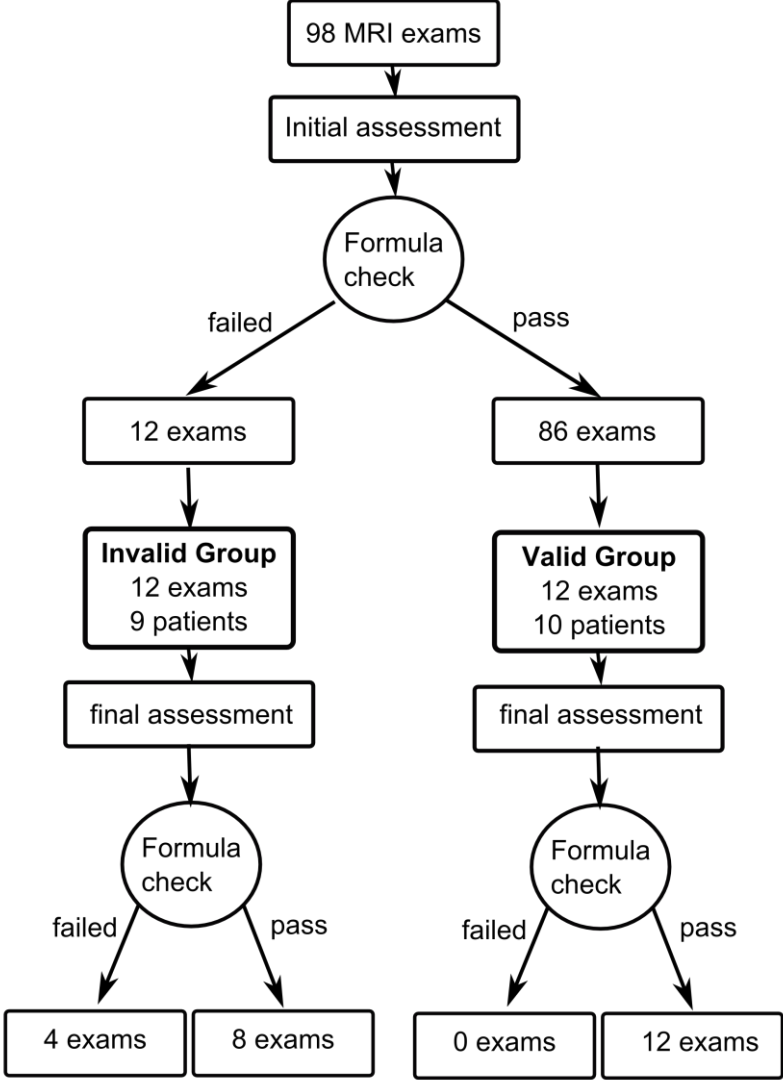 98 MRI exams
Initial assessment
Formula
check
failed
pass
12 exams
86 exams
Invalid Group
12 exams
9 patients
Valid Group
12 exams
10 patients
final assessment
final assessment
Formula
check
Formula
check
failed
pass
failed
pass
4 exams
8 exams
0 exams
12 exams